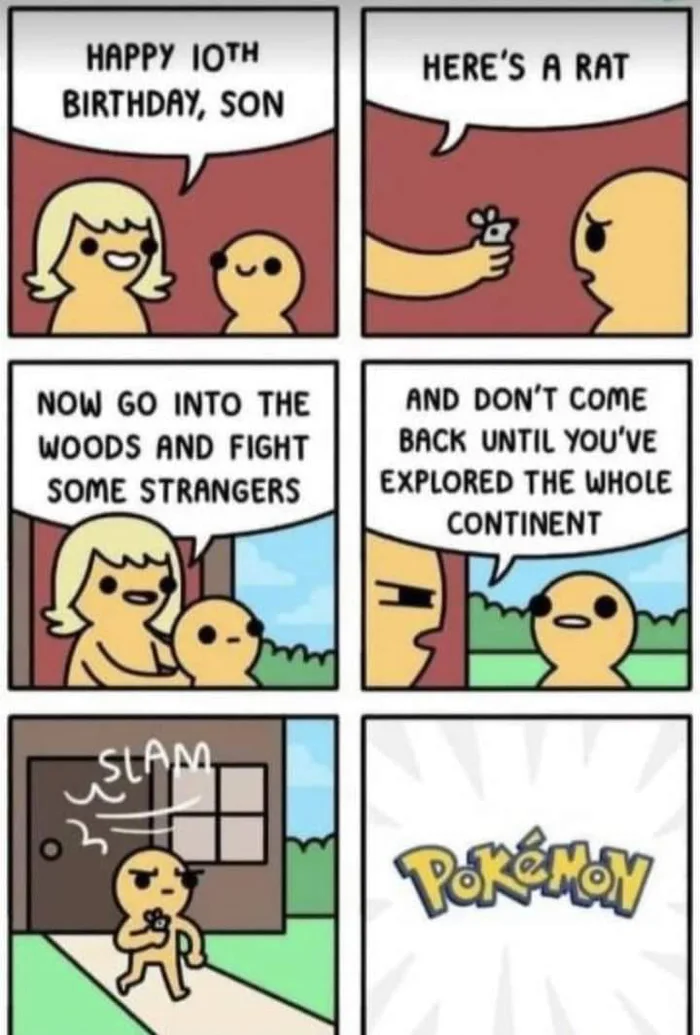 HAPPY 10TH
BIRTHDAY, SON
HERE'S A RAT
NOW GO INTO THE
WOODS AND FIGHT
SOME STRANGERS
AND DON'T COME
BACK UNTIL YOU'VE
EXPLORED THE WHOLE
CONTINENT
SLAM
POKéMON